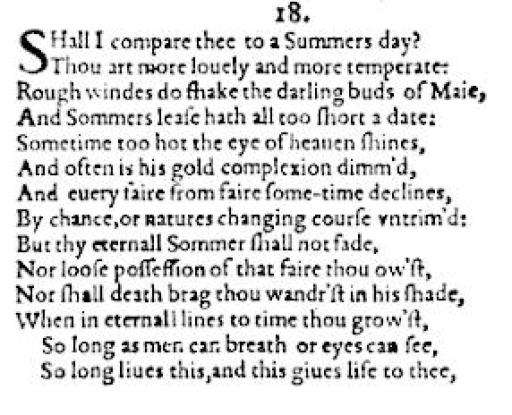 18.
SHall I compare thee to a Summers day?
Thou art more louely and more temperate:
Rough windes do ſhake the darling buds of Maie,
And Sommers leaſe hath all too ſhort a date:
Sometime too hot the eye of heauen ſhines,
And often is his gold complexion dimm'd,
And euery faire from faire ſome-time declines,
By chance,or natures changing courſe vntrim'd:
But thy eternall Sommer ſhall not fade,
Nor looſe poſſeſſion of that faire thou ow'ſt,
Nor ſhall death brag thou wandr'ſt in his ſhade,
When in eternall lines to time thou grow'ſt,
So long as men can breath or eyes can ſee,
So long liues this,and this giues life to thee,